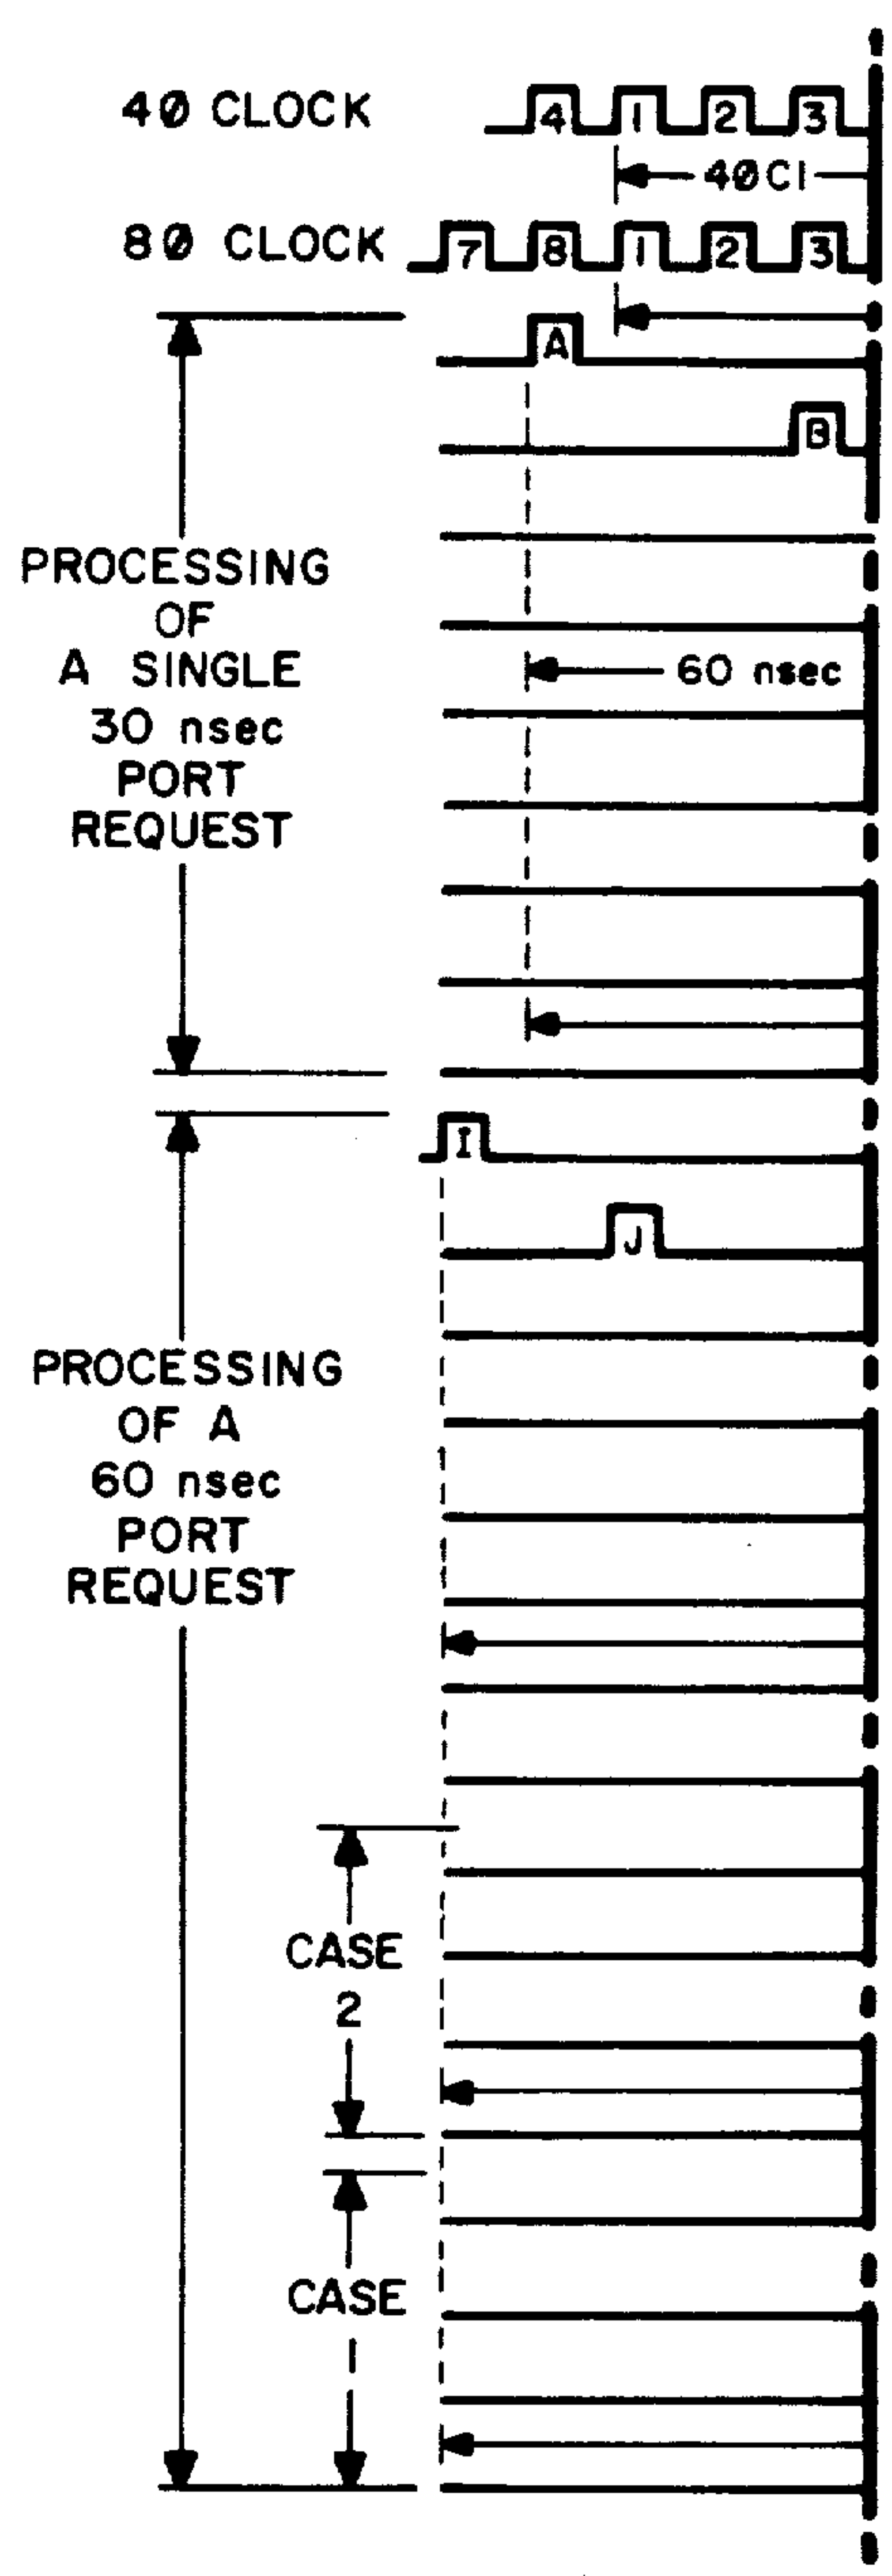 40 CLOCK
4 1 2 3
40C1
80 CLOCK
7 8 1 2 3
A
B
PROCESSING
OF
A SINGLE
30 nsec
PORT
REQUEST
60 nsec
I
J
PROCESSING
OF A
60 nsec
PORT
REQUEST
CASE
2
CASE
1